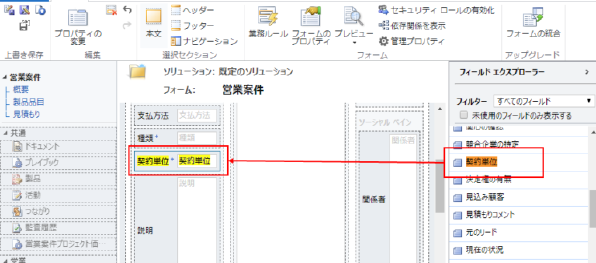 ヘッダー
フッター
ナビゲーション
上書き保存
プロパティの
変更
編集
本文
選択セクション
業務ルール
フォームの
プロパティ
プレビュー
セキュリティ ロールの有効化
依存関係を表示
管理プロパティ
フォーム
フォームの統合
アップグレード
営業案件
概要
製品品目
見積もり
共通
ドキュメント
プレイブック
製品
活動
つながり
監査履歴
営業案件プロジェクト価…
営業
ソリューション: 既定のソリューション
フォーム: 営業案件
支払方法 支払方法
種類 * 種類
契約単位 * 契約単位
説明
説明
ソーシャル ペイン
関係者
関係者
フィールド エクスプローラー >
フィルター すべてのフィールド
未使用のフィールドのみ表示する
競合企業の特定
契約単位
決定権の有無
見込み顧客
見積もりコメント
元のリード
現在の状況